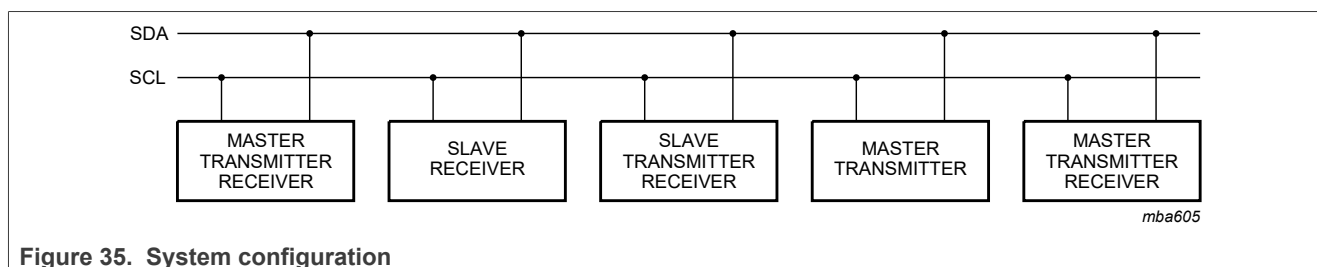 SDA
SCL
MASTER
TRANSMITTER
RECEIVER
SLAVE
RECEIVER
SLAVE
TRANSMITTER
RECEIVER
MASTER
TRANSMITTER
MASTER
TRANSMITTER
RECEIVER
mba605
Figure 35. System configuration